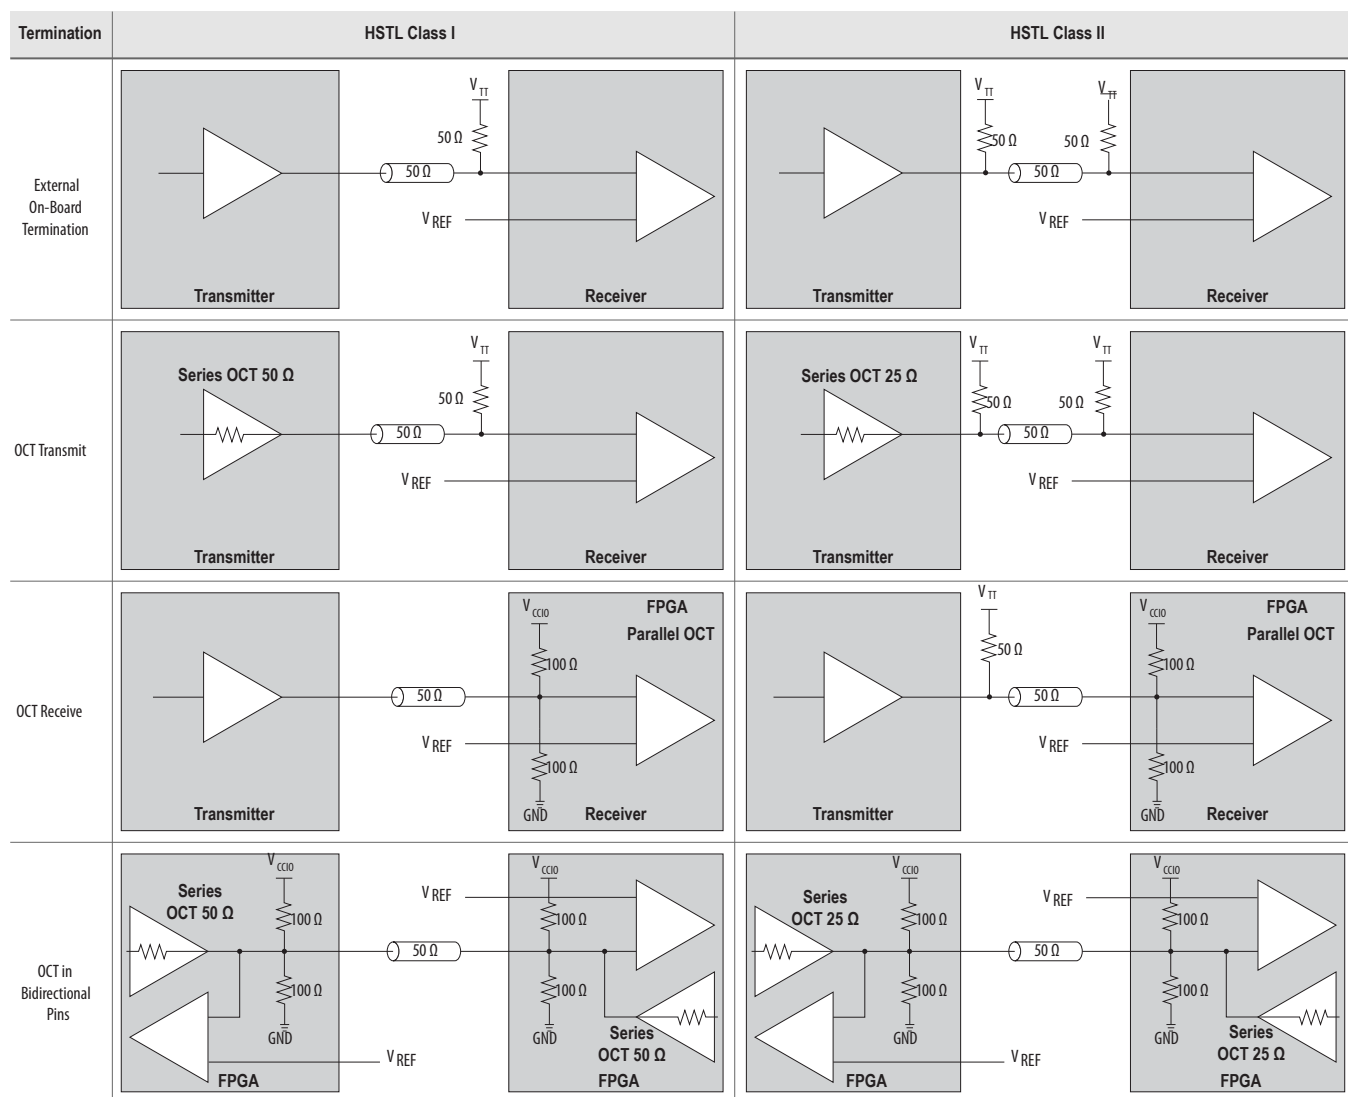 Termination
HSTL Class I
HSTL Class II
External
On-Board
Termination
V TT
50 Ω
50 Ω
V REF
Transmitter
Receiver
V TT
V TT
50 Ω
50 Ω
50 Ω
V REF
Transmitter
Receiver
OCT Transmit
Series OCT 50 Ω
V TT
50 Ω
50 Ω
V REF
Transmitter
Receiver
Series OCT 25 Ω
V TT
V TT
50 Ω
50 Ω
50 Ω
V REF
Transmitter
Receiver
OCT Receive
V CCIO
FPGA
Parallel OCT
100 Ω
50 Ω
V REF
100 Ω
GND
Transmitter
Receiver
V TT
50 Ω
V CCIO
FPGA
Parallel OCT
100 Ω
50 Ω
V REF
100 Ω
GND
Transmitter
Receiver
OCT in
Bidirectional
Pins
V CCIO
Series
OCT 50 Ω
100 Ω
100 Ω
GND
V REF
FPGA
50 Ω
V REF
V CCIO
100 Ω
100 Ω
GND
Series
OCT 50 Ω
FPGA
V CCIO
Series
OCT 25 Ω
100 Ω
100 Ω
GND
V REF
FPGA
50 Ω
V REF
V CCIO
100 Ω
100 Ω
GND
Series
OCT 25 Ω
FPGA